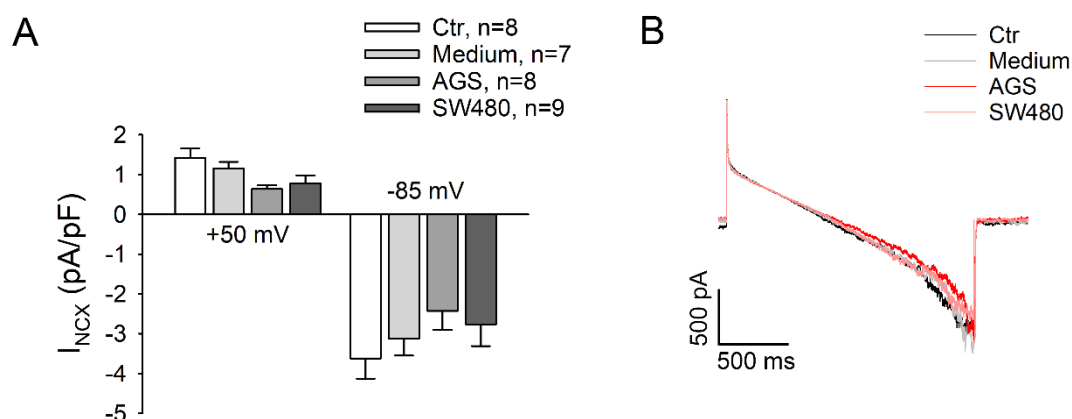 A
Ctr, n=8
Medium, n=7
AGS, n=8
SW480, n=9
I_NCX (pA/pF)
2
1
0
-1
-2
-3
-4
-5
+50 mV
-85 mV
B
Ctr
Medium
AGS
SW480
500 pA
500 ms